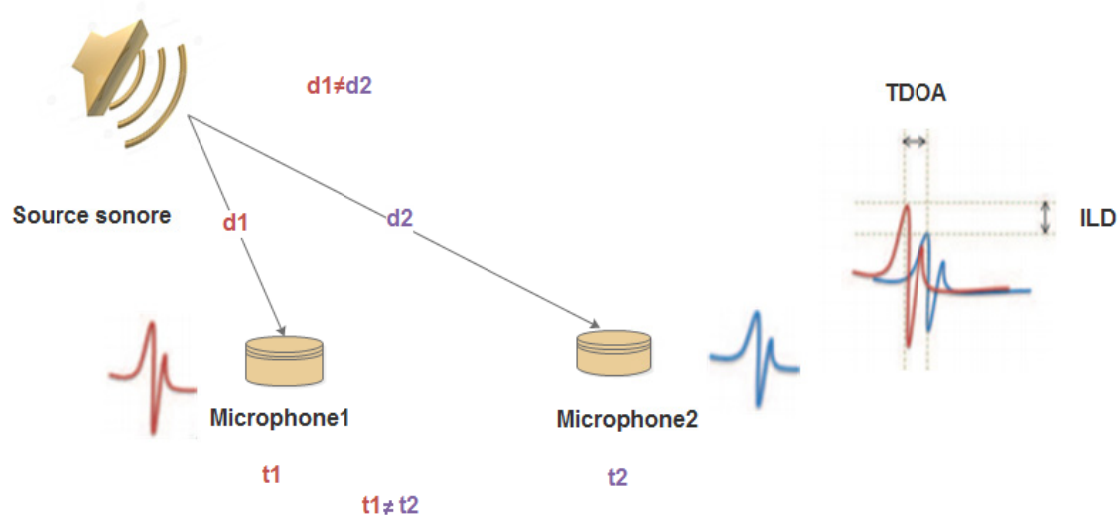 d1≠d2
TDOA
Source sonore
d1
d2
ILD
Microphone1
Microphone2
t1
t2
t1≠ t2